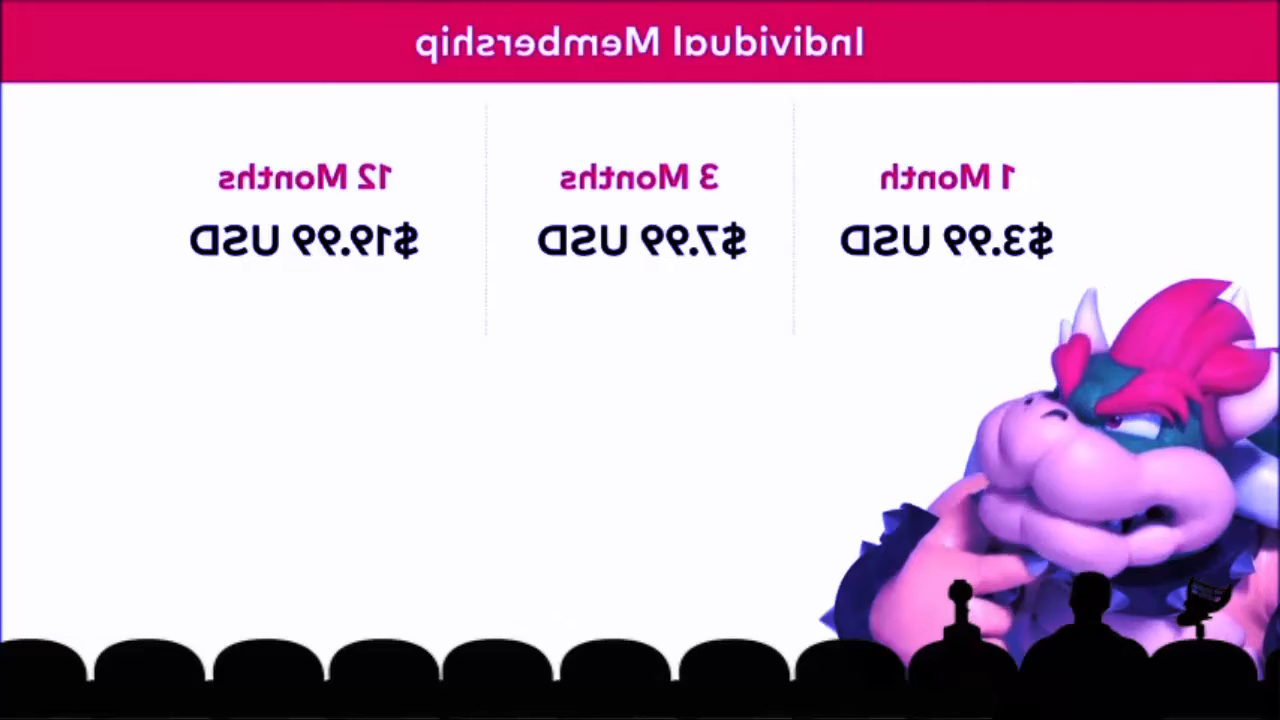 Individual Membership
1 Month
$3.99 USD
3 Months
$7.99 USD
12 Months
$19.99 USD